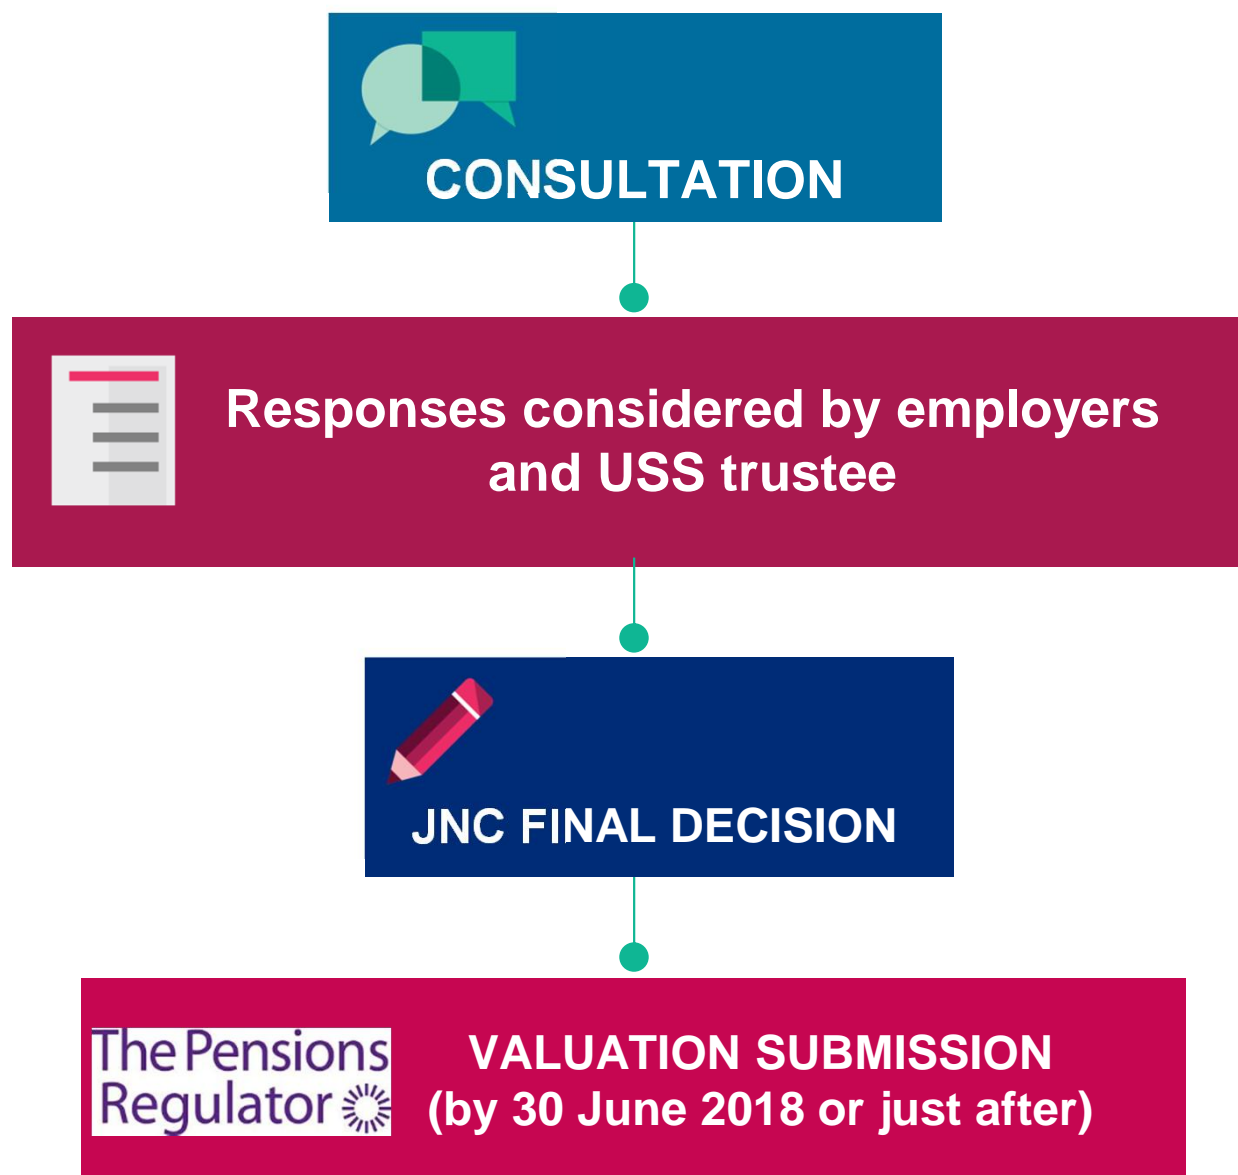 CONSULTATION
Responses considered by employers
and USS trustee
JNC FINAL DECISION
The Pensions
Regulator
VALUATION SUBMISSION
(by 30 June 2018 or just after)